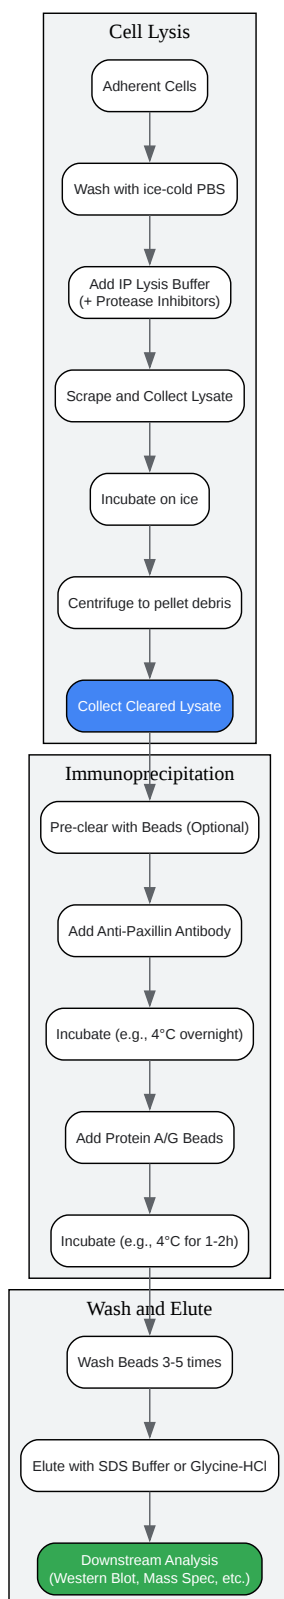 Cell Lysis
Adherent Cells
Wash with ice-cold PBS
Add IP Lysis Buffer
(+ Protease Inhibitors)
Scrape and Collect Lysate
Incubate on ice
Centrifuge to pellet debris
Collect Cleared Lysate
Immunoprecipitation
Pre-clear with Beads (Optional)
Add Anti-Paxillin Antibody
Incubate (e.g., 4°C overnight)
Add Protein A/G Beads
Incubate (e.g., 4°C for 1-2h)
Wash and Elute
Wash Beads 3-5 times
Elute with SDS Buffer or Glycine-HCl
Downstream Analysis
(Western Blot, Mass Spec, etc.)